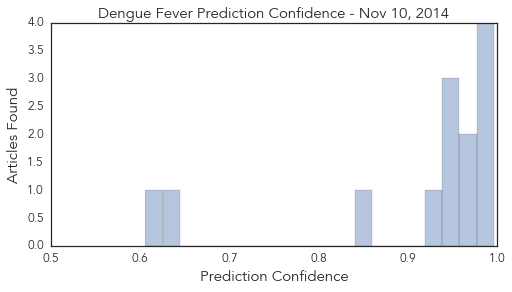 Dengue Fever Prediction Confidence - Nov 10, 2014
Articles Found
4.0
3.5
3.0
2.5
2.0
1.5
1.0
0.5
0.0
0.5 0.6 0.7 0.8 0.9 1.0
Prediction Confidence